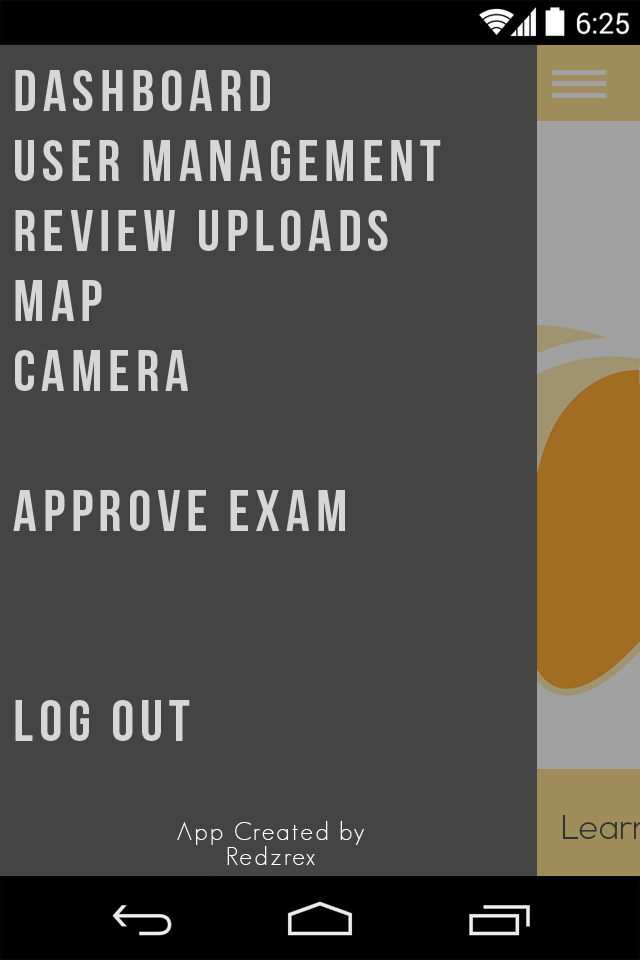 6:25
DASHBOARD
USER MANAGEMENT
REVIEW UPLOADS
MAP
CAMERA
APPROVE EXAM
LOG OUT
App Created by
Redzrex
Learn